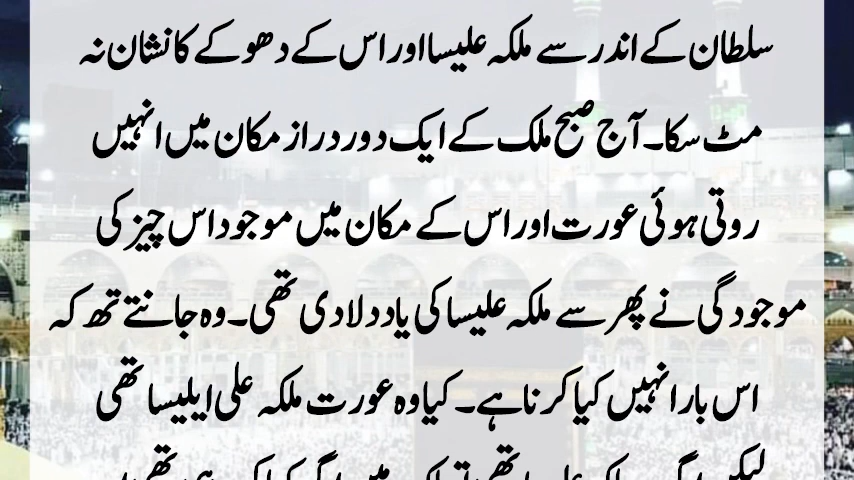 سلطان کے اندر سے ملکہ علیسا اور اس کے دھوکے کا نشان نہ
مٹ سکا۔ آج صبح ملک کے ایک دور دراز مکان میں انہیں
روتی ہوئی عورت اور اس کے مکان میں موجود اس چیز کی
موجودگی نے پھر سے ملکہ علیسا کی یاد دلا دی تھی۔ وہ جانتے تھ کہ
اس بار انہیں کیا کرنا ہے۔ کیا وہ عورت ملکہ علی ایلیسا تھی
لیکن